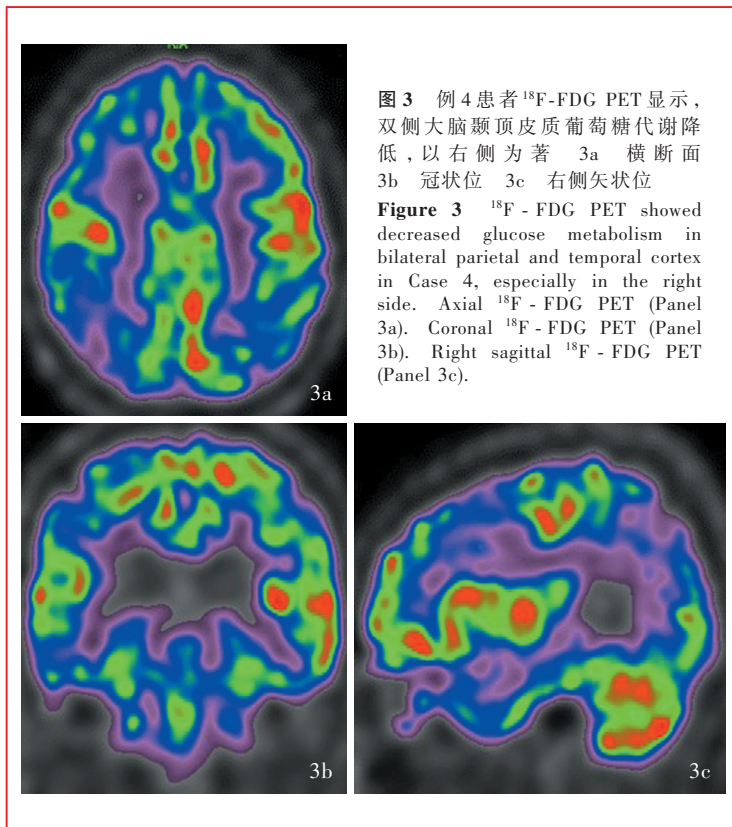 图 3 例 4 患者 ¹⁸F-FDG PET 显示，
双侧大脑颞顶皮质葡萄糖代谢降
低，以右侧为著 3a 横断面
3b 冠状位 3c 右侧矢状位
Figure 3 ¹⁸F - FDG PET showed
decreased glucose metabolism in
bilateral parietal and temporal cortex
in Case 4, especially in the right
side. Axial ¹⁸F - FDG PET (Panel
3a). Coronal ¹⁸F - FDG PET (Panel
3b). Right sagittal ¹⁸F - FDG PET
(Panel 3c).
3a
3b
3c